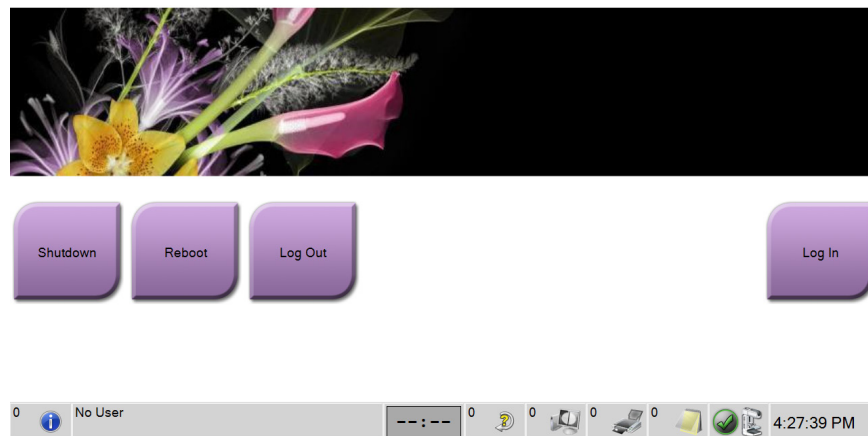 Shutdown
Reboot
Log Out
Log In
0
No User
--:--
0
0
0
0
4:27:39 PM